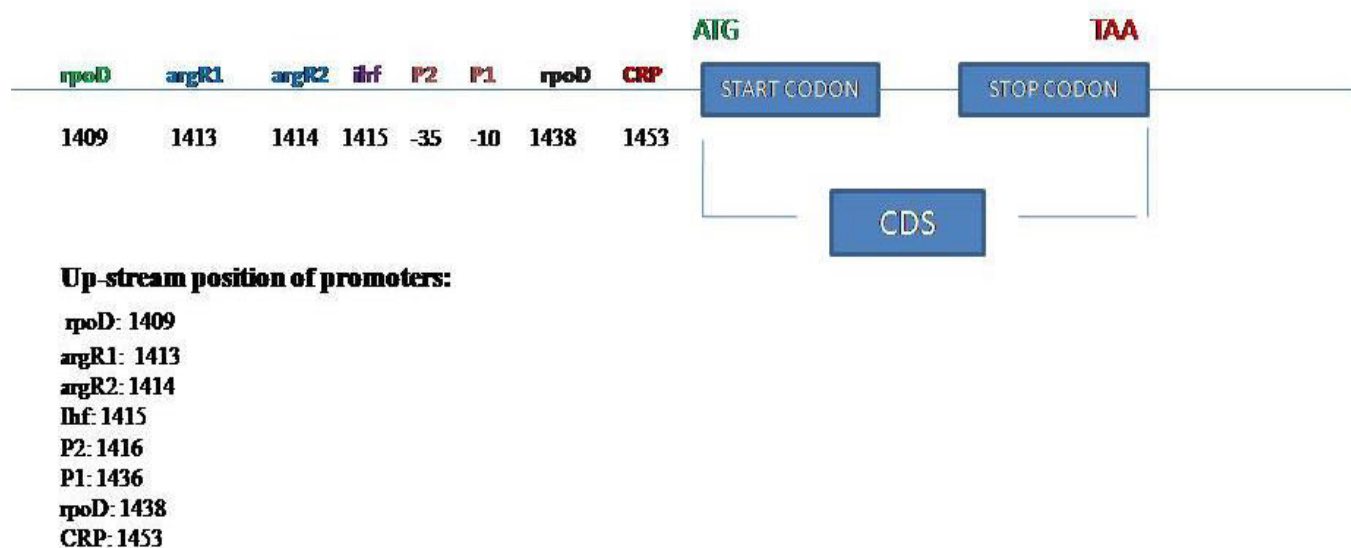 ATG TAA
rpoD argR1 argR2 ihf P2 P1 rpoD CRP
START CODON STOP CODON
1409 1413 1414 1415 -35 -10 1438 1453
CDS
Up-stream position of promoters:
rpoD: 1409
argR1: 1413
argR2: 1414
Ihf: 1415
P2: 1416
P1: 1436
rpoD: 1438
CRP: 1453